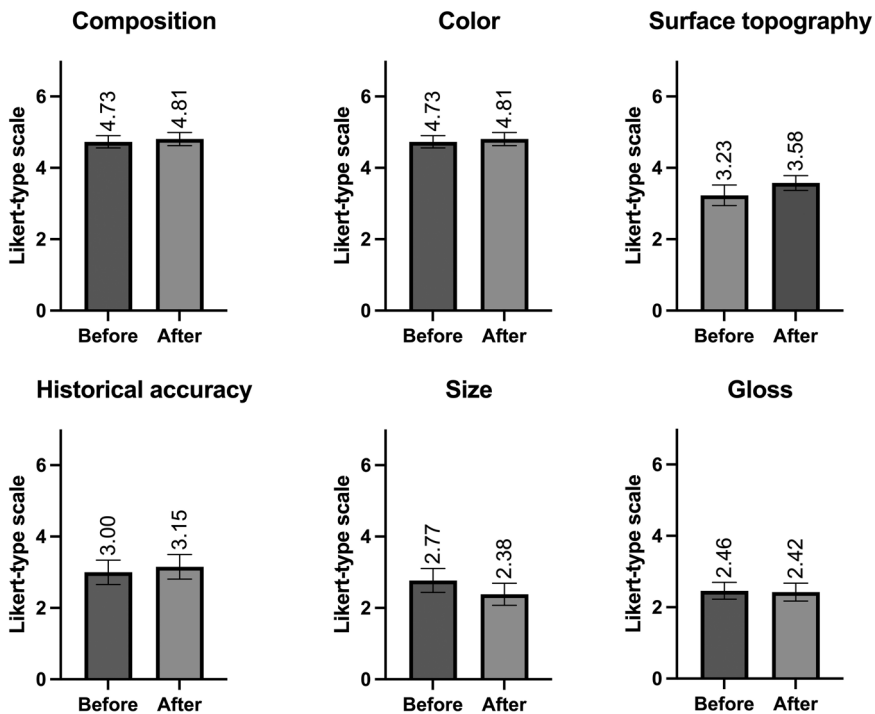 Composition
Likert-type scale
6
4
2
0
4.73
4.81
Before
After
Color
Likert-type scale
6
4
2
0
4.73
4.81
Before
After
Surface topography
Likert-type scale
6
4
2
0
3.23
3.58
Before
After
Historical accuracy
Likert-type scale
6
4
2
0
3.00
3.15
Before
After
Size
Likert-type scale
6
4
2
0
2.77
2.38
Before
After
Gloss
Likert-type scale
6
4
2
0
2.46
2.42
Before
After